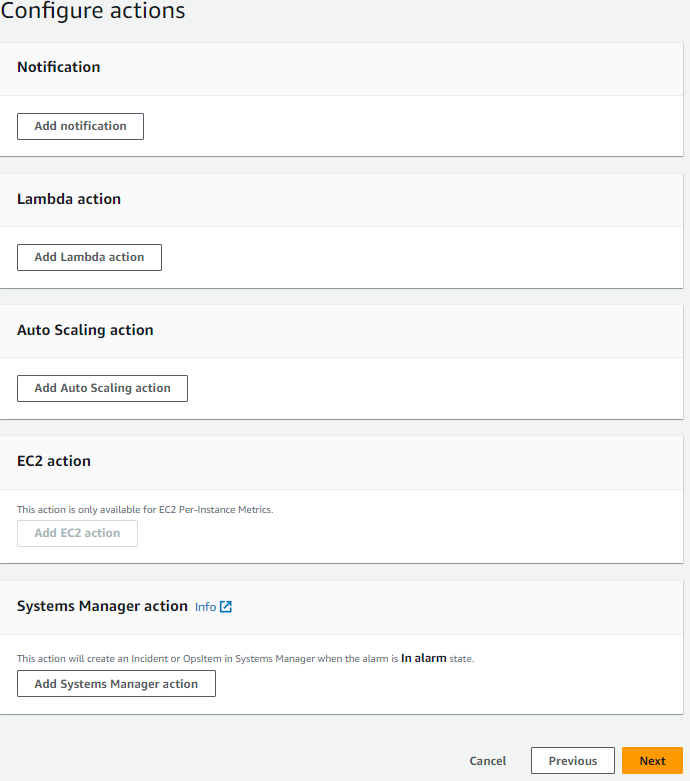 Configure actions
Notification
Add notification
Lambda action
Add Lambda action
Auto Scaling action
Add Auto Scaling action
EC2 action
This action is only available for EC2 Per-Instance Metrics.
Add EC2 action
Systems Manager action Info
This action will create an Incident or OpsItem in Systems Manager when the alarm is In alarm state.
Add Systems Manager action
Cancel Previous Next